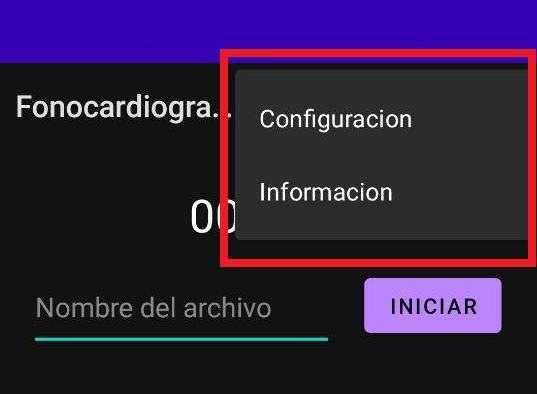 Fonocardiogra...
Configuracion
Informacion
00
Nombre del archivo
INICIAR